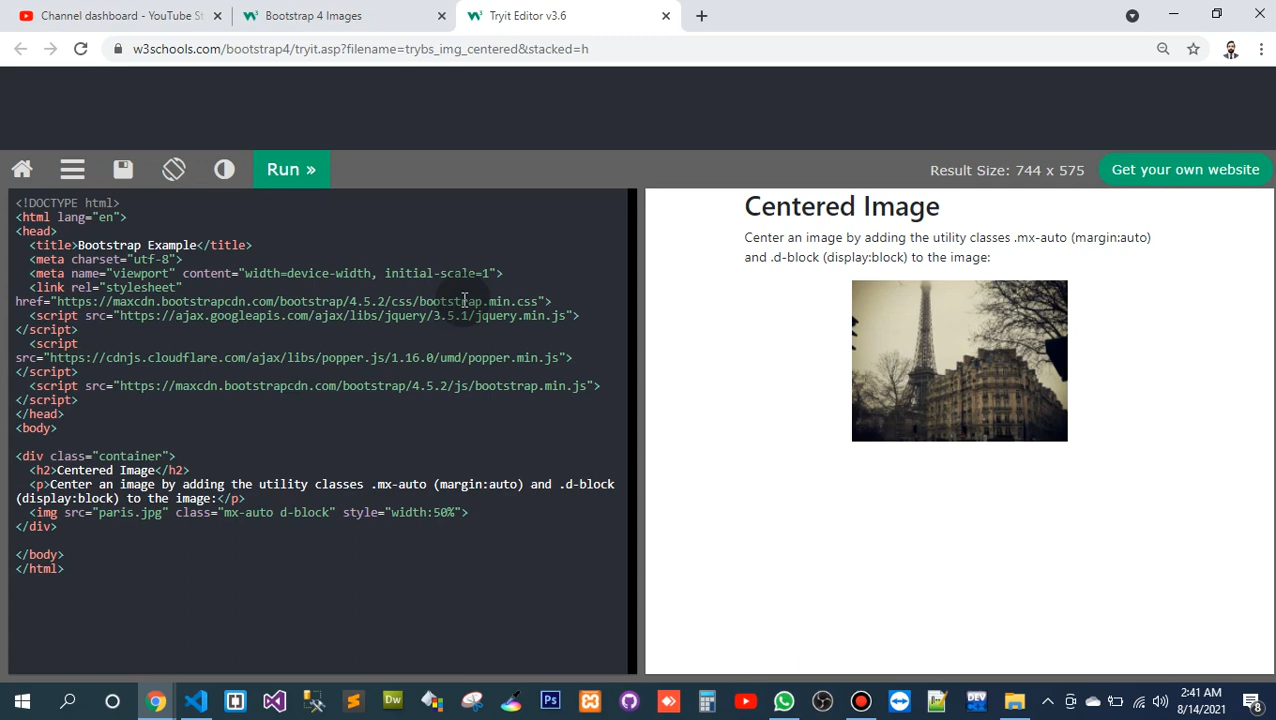 Channel dashboard - YouTube St
Bootstrap 4 Images
Tryit Editor v3.6
w3schools.com/bootstrap4/tryit.asp?filename=trybs_img_centered&stacked=h
Run »
Result Size: 744 x 575
Get your own website
<!DOCTYPE html>
<html lang="en">
<head>
<title>Bootstrap Example</title>
<meta charset="utf-8">
<meta name="viewport" content="width=device-width, initial-scale=1">
<link rel="stylesheet"
href="https://maxcdn.bootstrapcdn.com/bootstrap/4.5.2/css/bootstrap.min.css">
<script src="https://ajax.googleapis.com/ajax/libs/jquery/3.5.1/jquery.min.js">
</script>
<script
src="https://cdnjs.cloudflare.com/ajax/libs/popper.js/1.16.0/umd/popper.min.js">
</script>
<script src="https://maxcdn.bootstrapcdn.com/bootstrap/4.5.2/js/bootstrap.min.js">
</script>
</head>
<body>
<div class="container">
<h2>Centered Image</h2>
<p>Center an image by adding the utility classes .mx-auto (margin:auto) and .d-block
(display:block) to the image:</p>
<img src="paris.jpg" class="mx-auto d-block" style="width:50%">
</div>
</body>
</html>
Centered Image
Center an image by adding the utility classes .mx-auto (margin:auto)
and .d-block (display:block) to the image:
Dw
Ps
DEV
2:41 AM
8/14/2021
8